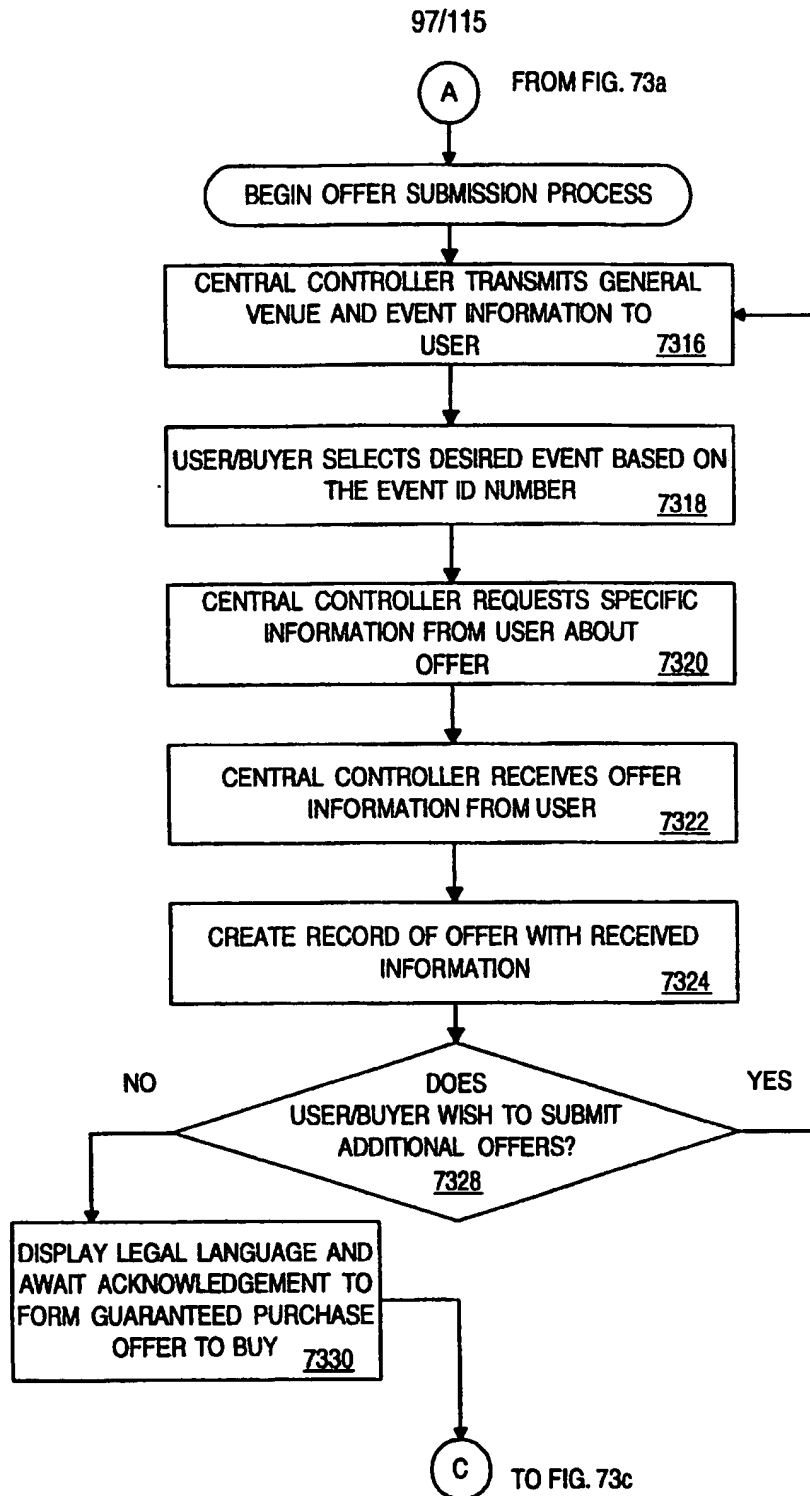 97/115
A
FROM FIG. 73a
BEGIN OFFER SUBMISSION PROCESS
CENTRAL CONTROLLER TRANSMITS GENERAL
VENUE AND EVENT INFORMATION TO
USER
7316
USER/BUYER SELECTS DESIRED EVENT BASED ON
THE EVENT ID NUMBER
7318
CENTRAL CONTROLLER REQUESTS SPECIFIC
INFORMATION FROM USER ABOUT
OFFER
7320
CENTRAL CONTROLLER RECEIVES OFFER
INFORMATION FROM USER
7322
CREATE RECORD OF OFFER WITH RECEIVED
INFORMATION
7324
NO
DOES
USER/BUYER WISH TO SUBMIT
ADDITIONAL OFFERS?
7328
YES
DISPLAY LEGAL LANGUAGE AND
AWAIT ACKNOWLEDGEMENT TO
FORM GUARANTEED PURCHASE
OFFER TO BUY
7330
C
TO FIG. 73c